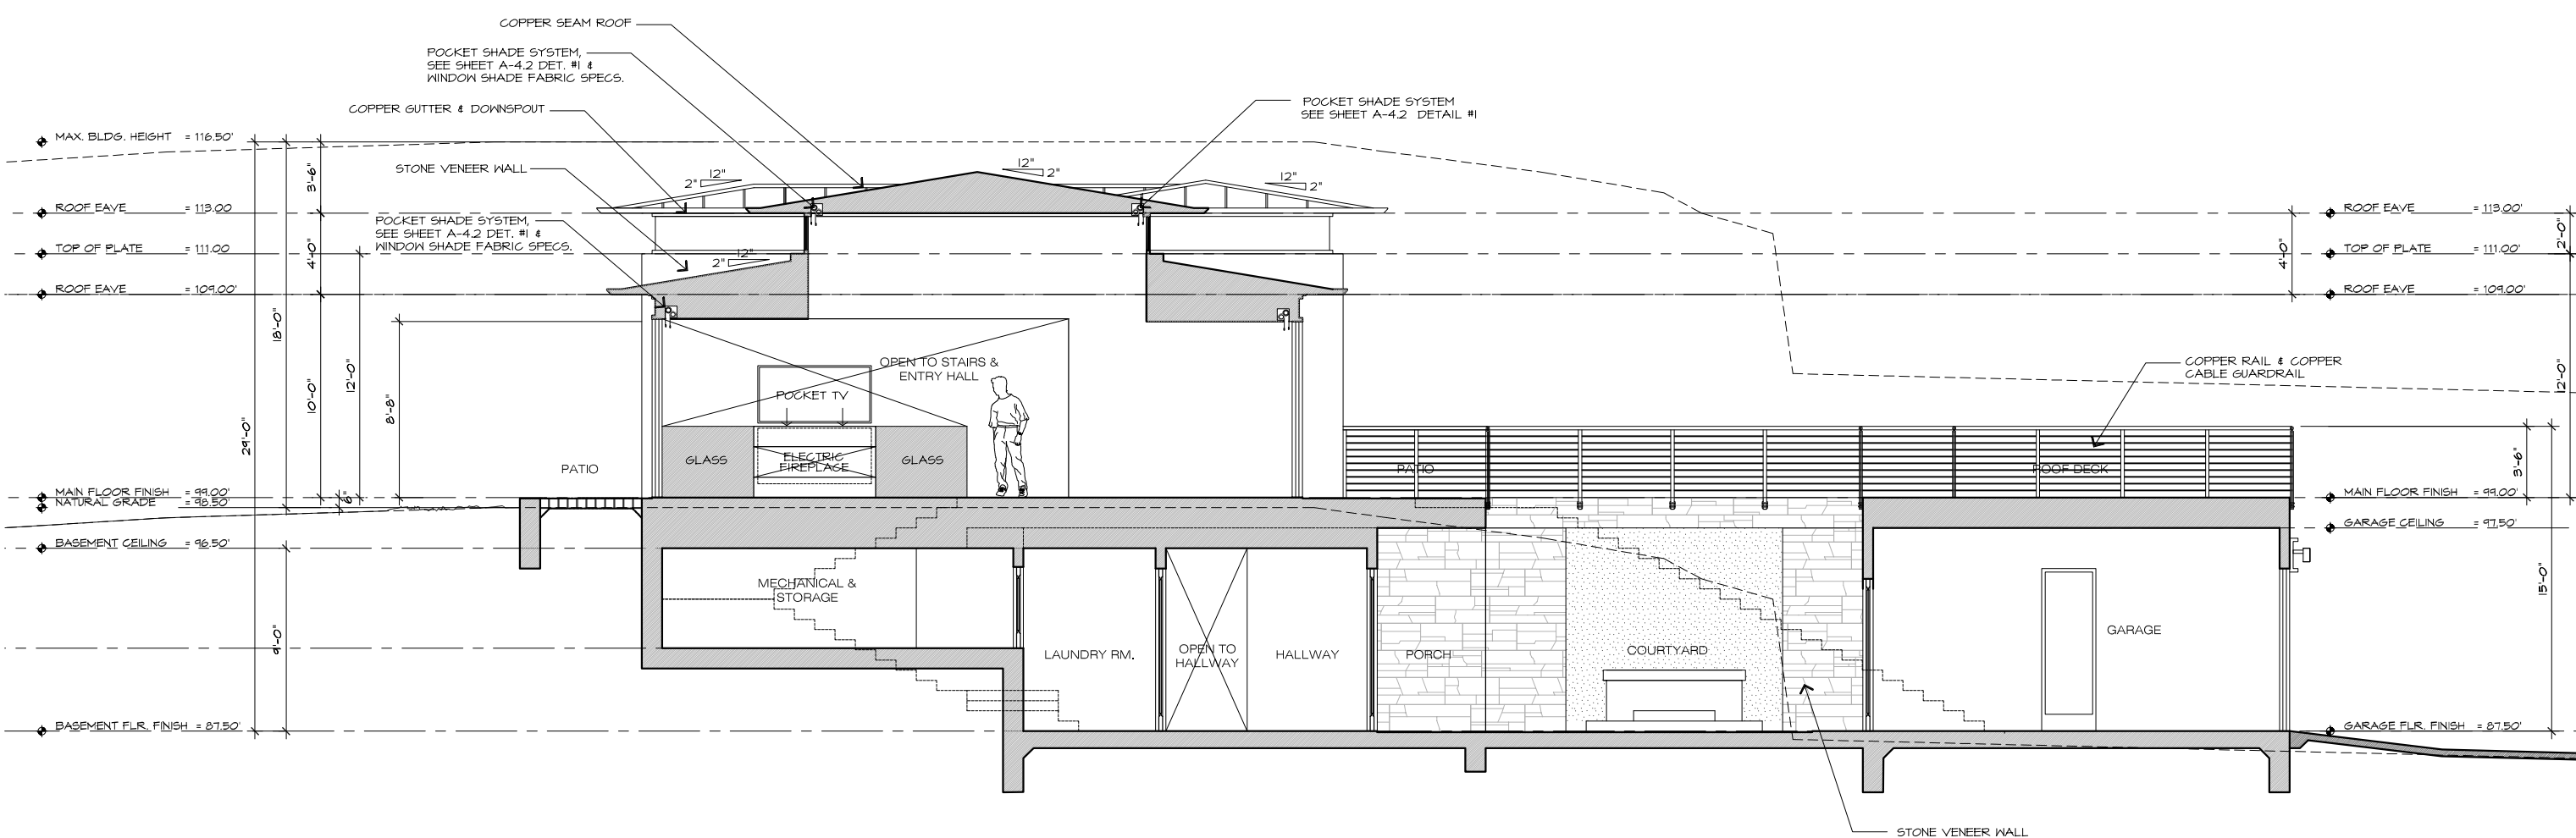 COPPER SEAM ROOF
POCKET SHADE SYSTEM,
SEE SHEET A-4.2 DET. #1 &
WINDOW SHADE FABRIC SPECS.
COPPER GUTTER & DOWNSPOUT
POCKET SHADE SYSTEM
SEE SHEET A-4.2 DETAIL #1
MAX. BLDG. HEIGHT = 116.50'
STONE VENEER WALL
12"
2"
12"
2"
12"
2"
3'-6"
ROOF EAVE = 113.00
ROOF EAVE = 113.00'
POCKET SHADE SYSTEM,
SEE SHEET A-4.2 DET. #1 &
WINDOW SHADE FABRIC SPECS.
TOP OF PLATE = 111.00
4'-0"
12"
2"
TOP OF PLATE = 111.00'
4'-0"
2'-0"
ROOF EAVE = 109.00'
ROOF EAVE = 109.00'
18'-0"
29'-0"
10'-0"
12'-0"
8'-8"
OPEN TO STAIRS &
ENTRY HALL
POCKET TV
COPPER RAIL & COPPER
CABLE GUARDRAIL
12'-0"
GLASS
ELECTRIC
FIREPLACE
GLASS
PATIO
PATIO
ROOF DECK
3'-6"
MAIN FLOOR FINISH = 99.00'
NATURAL GRADE = 98.50'
6"
MAIN FLOOR FINISH = 99.00'
GARAGE CEILING = 97.50'
BASEMENT CEILING = 96.50'
MECHANICAL &
STORAGE
15'-0"
9'-0"
LAUNDRY RM.
OPEN TO
HALLWAY
HALLWAY
PORCH
COURTYARD
GARAGE
BASEMENT FLR. FINISH = 87.50'
GARAGE FLR. FINISH = 87.50'
STONE VENEER WALL